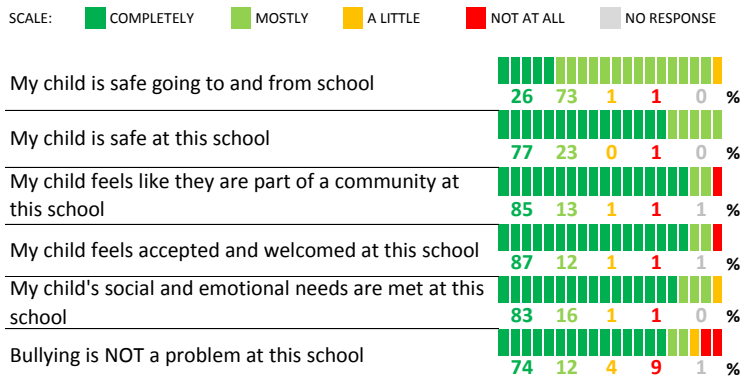 SCALE: COMPLETELY MOSTLY A LITTLE NOT AT ALL NO RESPONSE
My child is safe going to and from school
26 73 1 1 0 %
My child is safe at this school
77 23 0 1 0 %
My child feels like they are part of a community at
this school
85 13 1 1 1 %
My child feels accepted and welcomed at this school
87 12 1 1 1 %
My child's social and emotional needs are met at this
school
83 16 1 1 0 %
Bullying is NOT a problem at this school
74 12 4 9 1 %